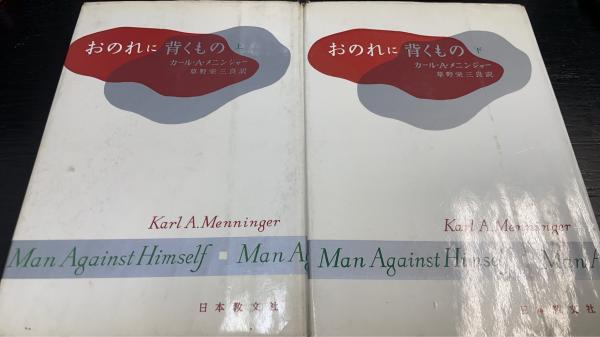 おのれに 背くもの 上
カール・A・メニンジャー
草野栄三良訳
Karl A. Menninger
Man Against Himself ■ Man Ag
日本教文社
おのれに 背くもの 下
カール・A・メニンジャー
草野栄三良訳
Karl A. Menninger
Man Against Himself ■ Man A
日本教文社